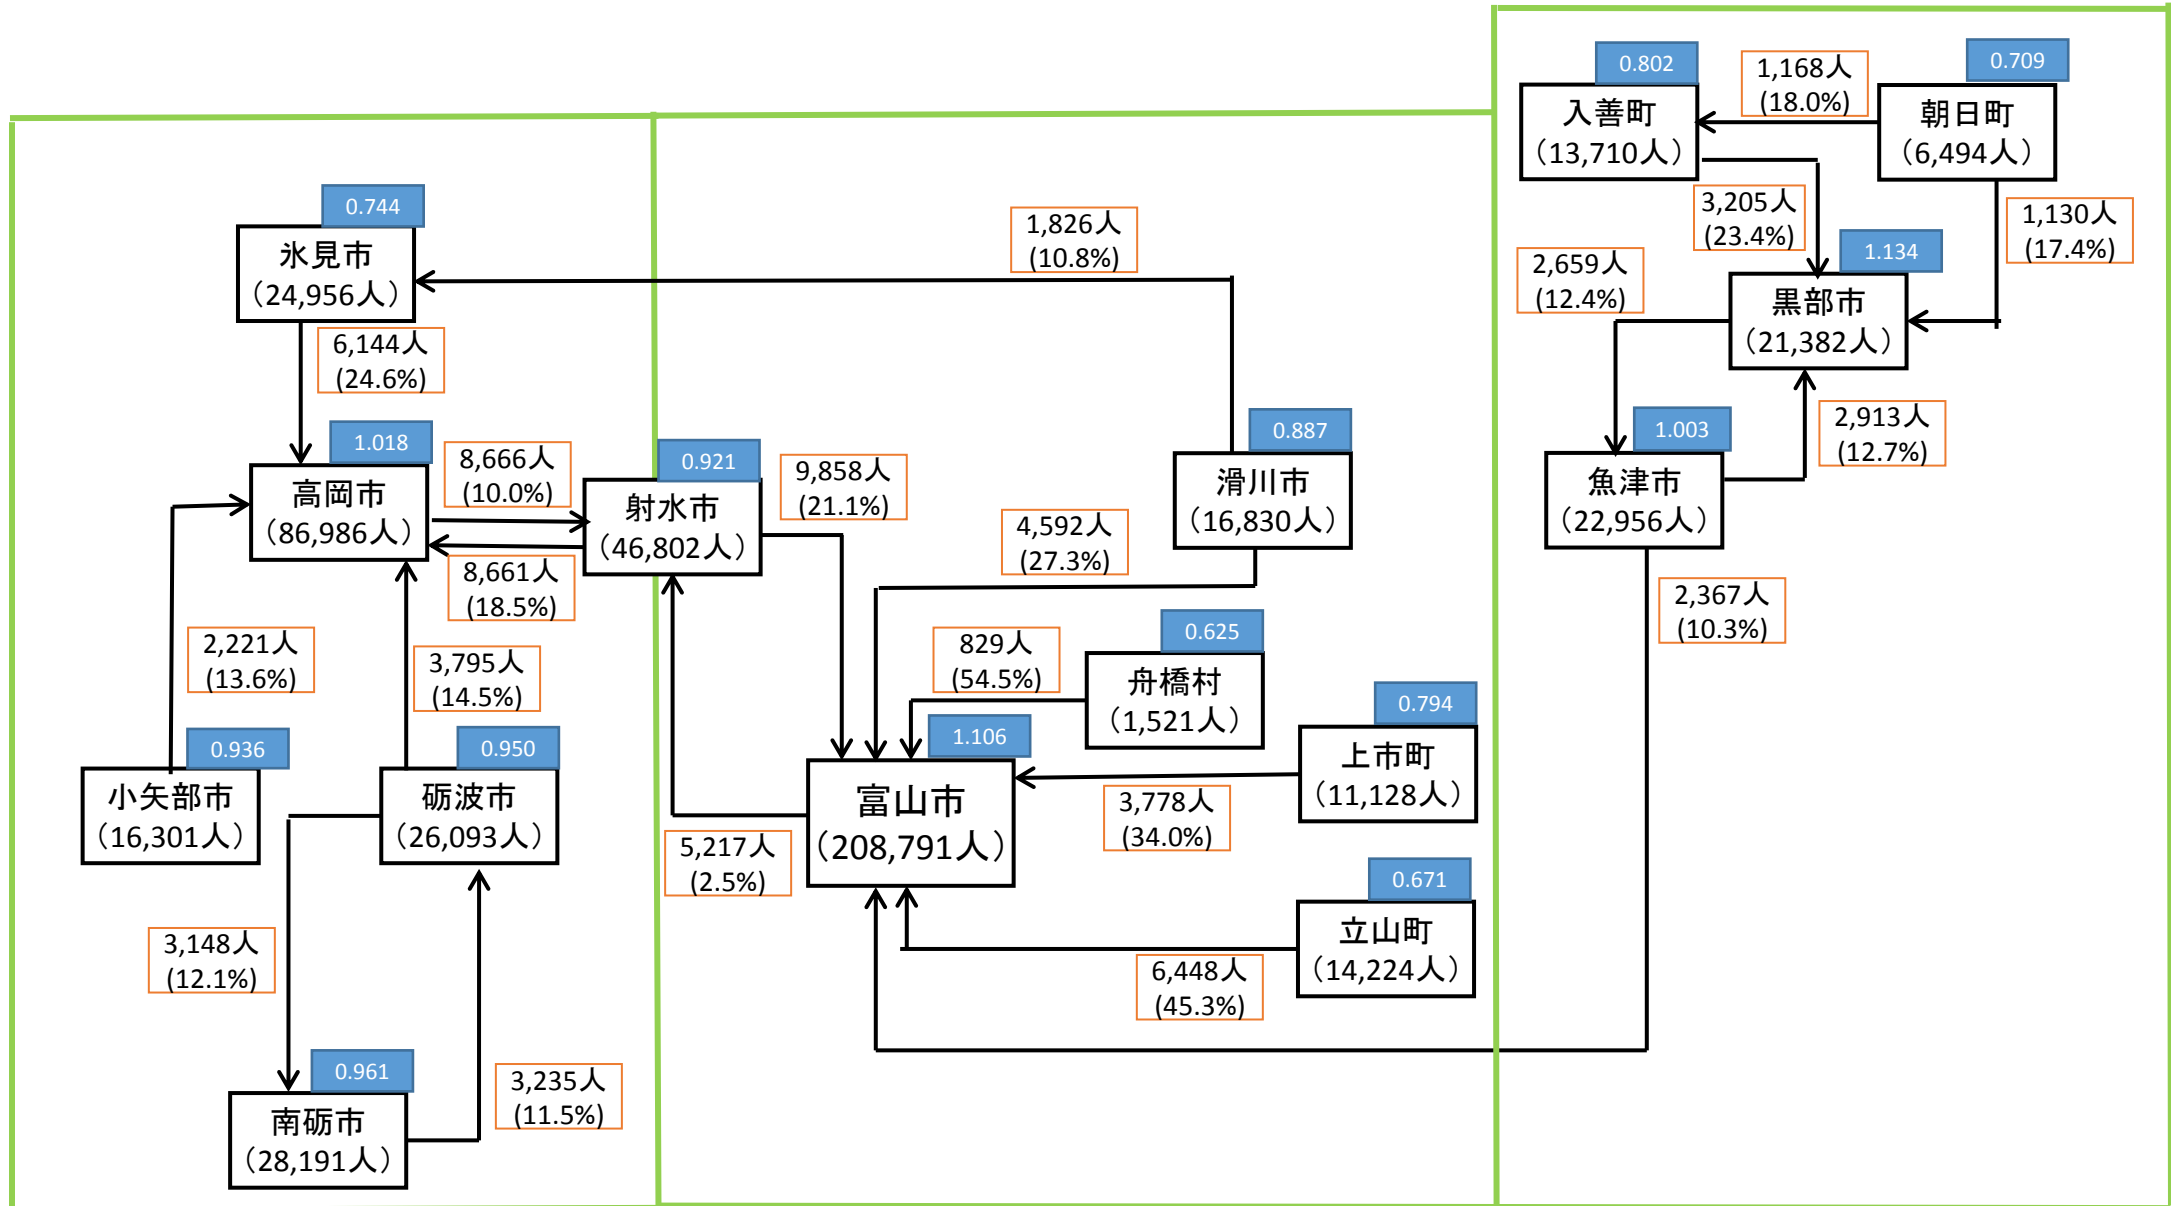 0.744
氷見市
（24,956人）
6,144人
(24.6%)
1.018
高岡市
（86,986人）
8,666人
(10.0%)
8,661人
(18.5%)
2,221人
(13.6%)
3,795人
(14.5%)
0.936
小矢部市
（16,301人）
0.950
砺波市
（26,093人）
3,148人
(12.1%)
3,235人
(11.5%)
0.961
南砺市
（28,191人）
0.921
射水市
（46,802人）
9,858人
(21.1%)
1,826人
(10.8%)
0.887
滑川市
（16,830人）
4,592人
(27.3%)
829人
(54.5%)
0.625
舟橋村
（1,521人）
1.106
富山市
（208,791人）
5,217人
(2.5%)
0.794
上市町
（11,128人）
3,778人
(34.0%)
0.671
立山町
（14,224人）
6,448人
(45.3%)
0.802
入善町
（13,710人）
1,168人
(18.0%)
0.709
朝日町
（6,494人）
3,205人
(23.4%)
1,130人
(17.4%)
2,659人
(12.4%)
1.134
黒部市
（21,382人）
1.003
魚津市
（22,956人）
2,913人
(12.7%)
2,367人
(10.3%)